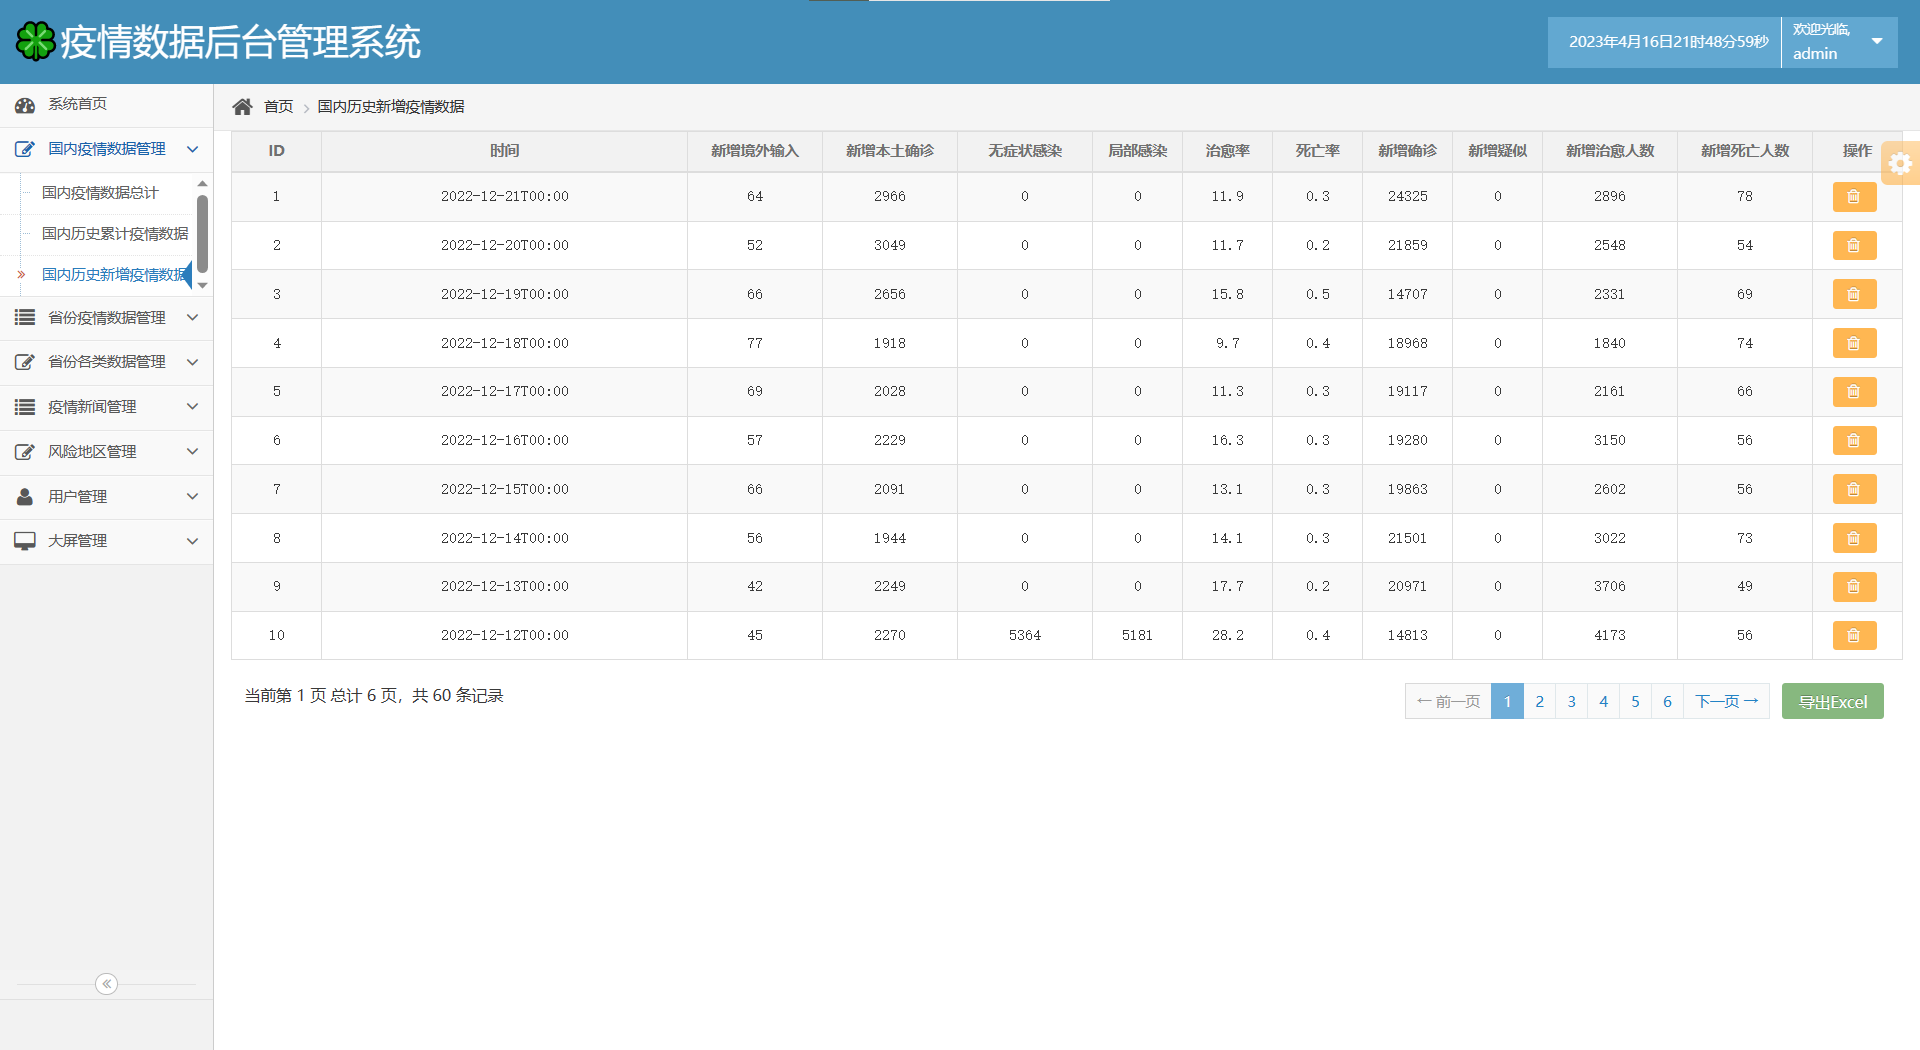 疫情数据后台管理系统
2023年4月16日21时48分59秒
欢迎光临,
admin
系统首页
国内疫情数据管理
国内疫情数据总计
国内历史累计疫情数据
国内历史新增疫情数据
省份疫情数据管理
省份各类数据管理
疫情新闻管理
风险地区管理
用户管理
大屏管理
首页 > 国内历史新增疫情数据
ID 时间 新增境外输入 新增本土确诊 无症状感染 局部感染 治愈率 死亡率 新增确诊 新增疑似 新增治愈人数 新增死亡人数 操作
1 2022-12-21T00:00 64 2966 0 0 11.9 0.3 24325 0 2896 78
2 2022-12-20T00:00 52 3049 0 0 11.7 0.2 21859 0 2548 54
3 2022-12-19T00:00 66 2656 0 0 15.8 0.5 14707 0 2331 69
4 2022-12-18T00:00 77 1918 0 0 9.7 0.4 18968 0 1840 74
5 2022-12-17T00:00 69 2028 0 0 11.3 0.3 19117 0 2161 66
6 2022-12-16T00:00 57 2229 0 0 16.3 0.3 19280 0 3150 56
7 2022-12-15T00:00 66 2091 0 0 13.1 0.3 19863 0 2602 56
8 2022-12-14T00:00 56 1944 0 0 14.1 0.3 21501 0 3022 73
9 2022-12-13T00:00 42 2249 0 0 17.7 0.2 20971 0 3706 49
10 2022-12-12T00:00 45 2270 5364 5181 28.2 0.4 14813 0 4173 56
当前第 1 页 总计 6 页，共 60 条记录
←前一页 1 2 3 4 5 6 下一页→ 导出Excel